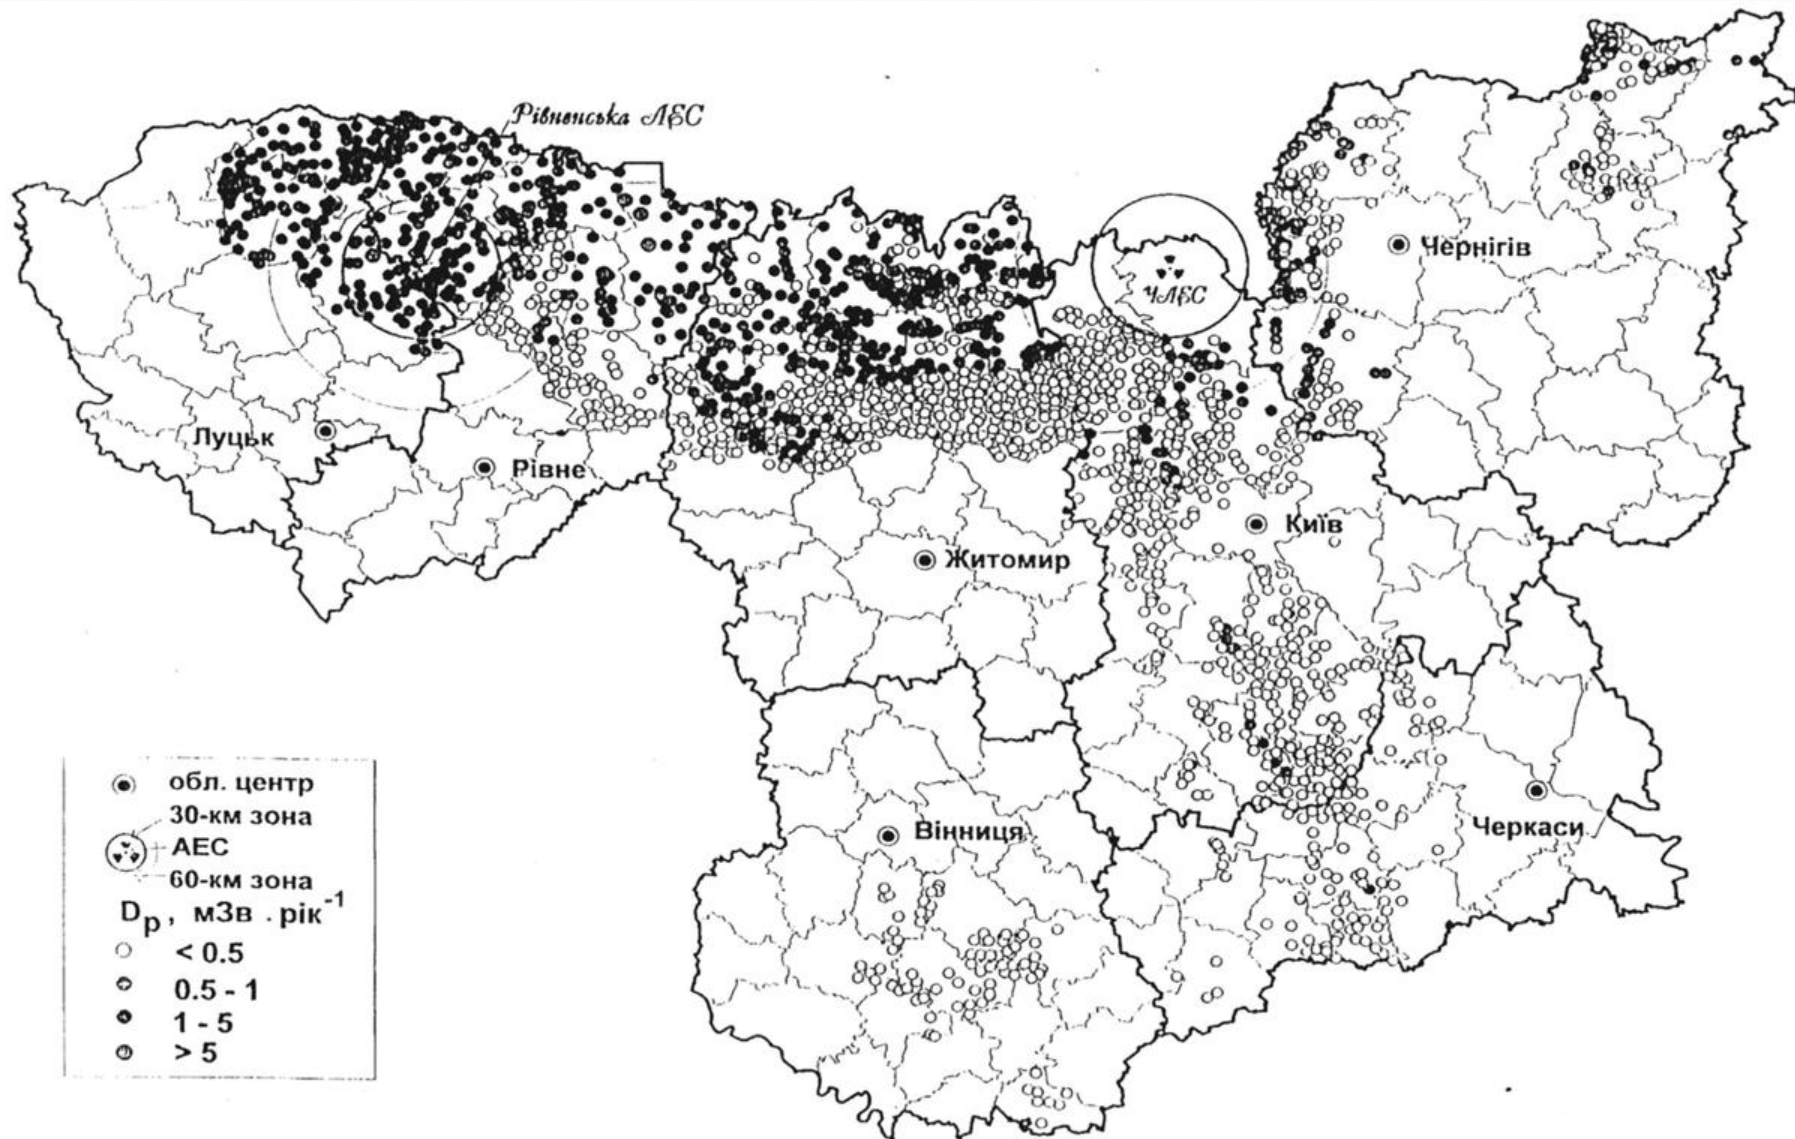 Рівненська АЕС
ЧАЕС
Чернігів
Луцьк
Рівне
Київ
Житомир
Вінниця
Черкаси
обл. центр
30-км зона
АЕС
60-км зона
Dр, мЗв . рік⁻¹
< 0.5
0.5 - 1
1 - 5
> 5